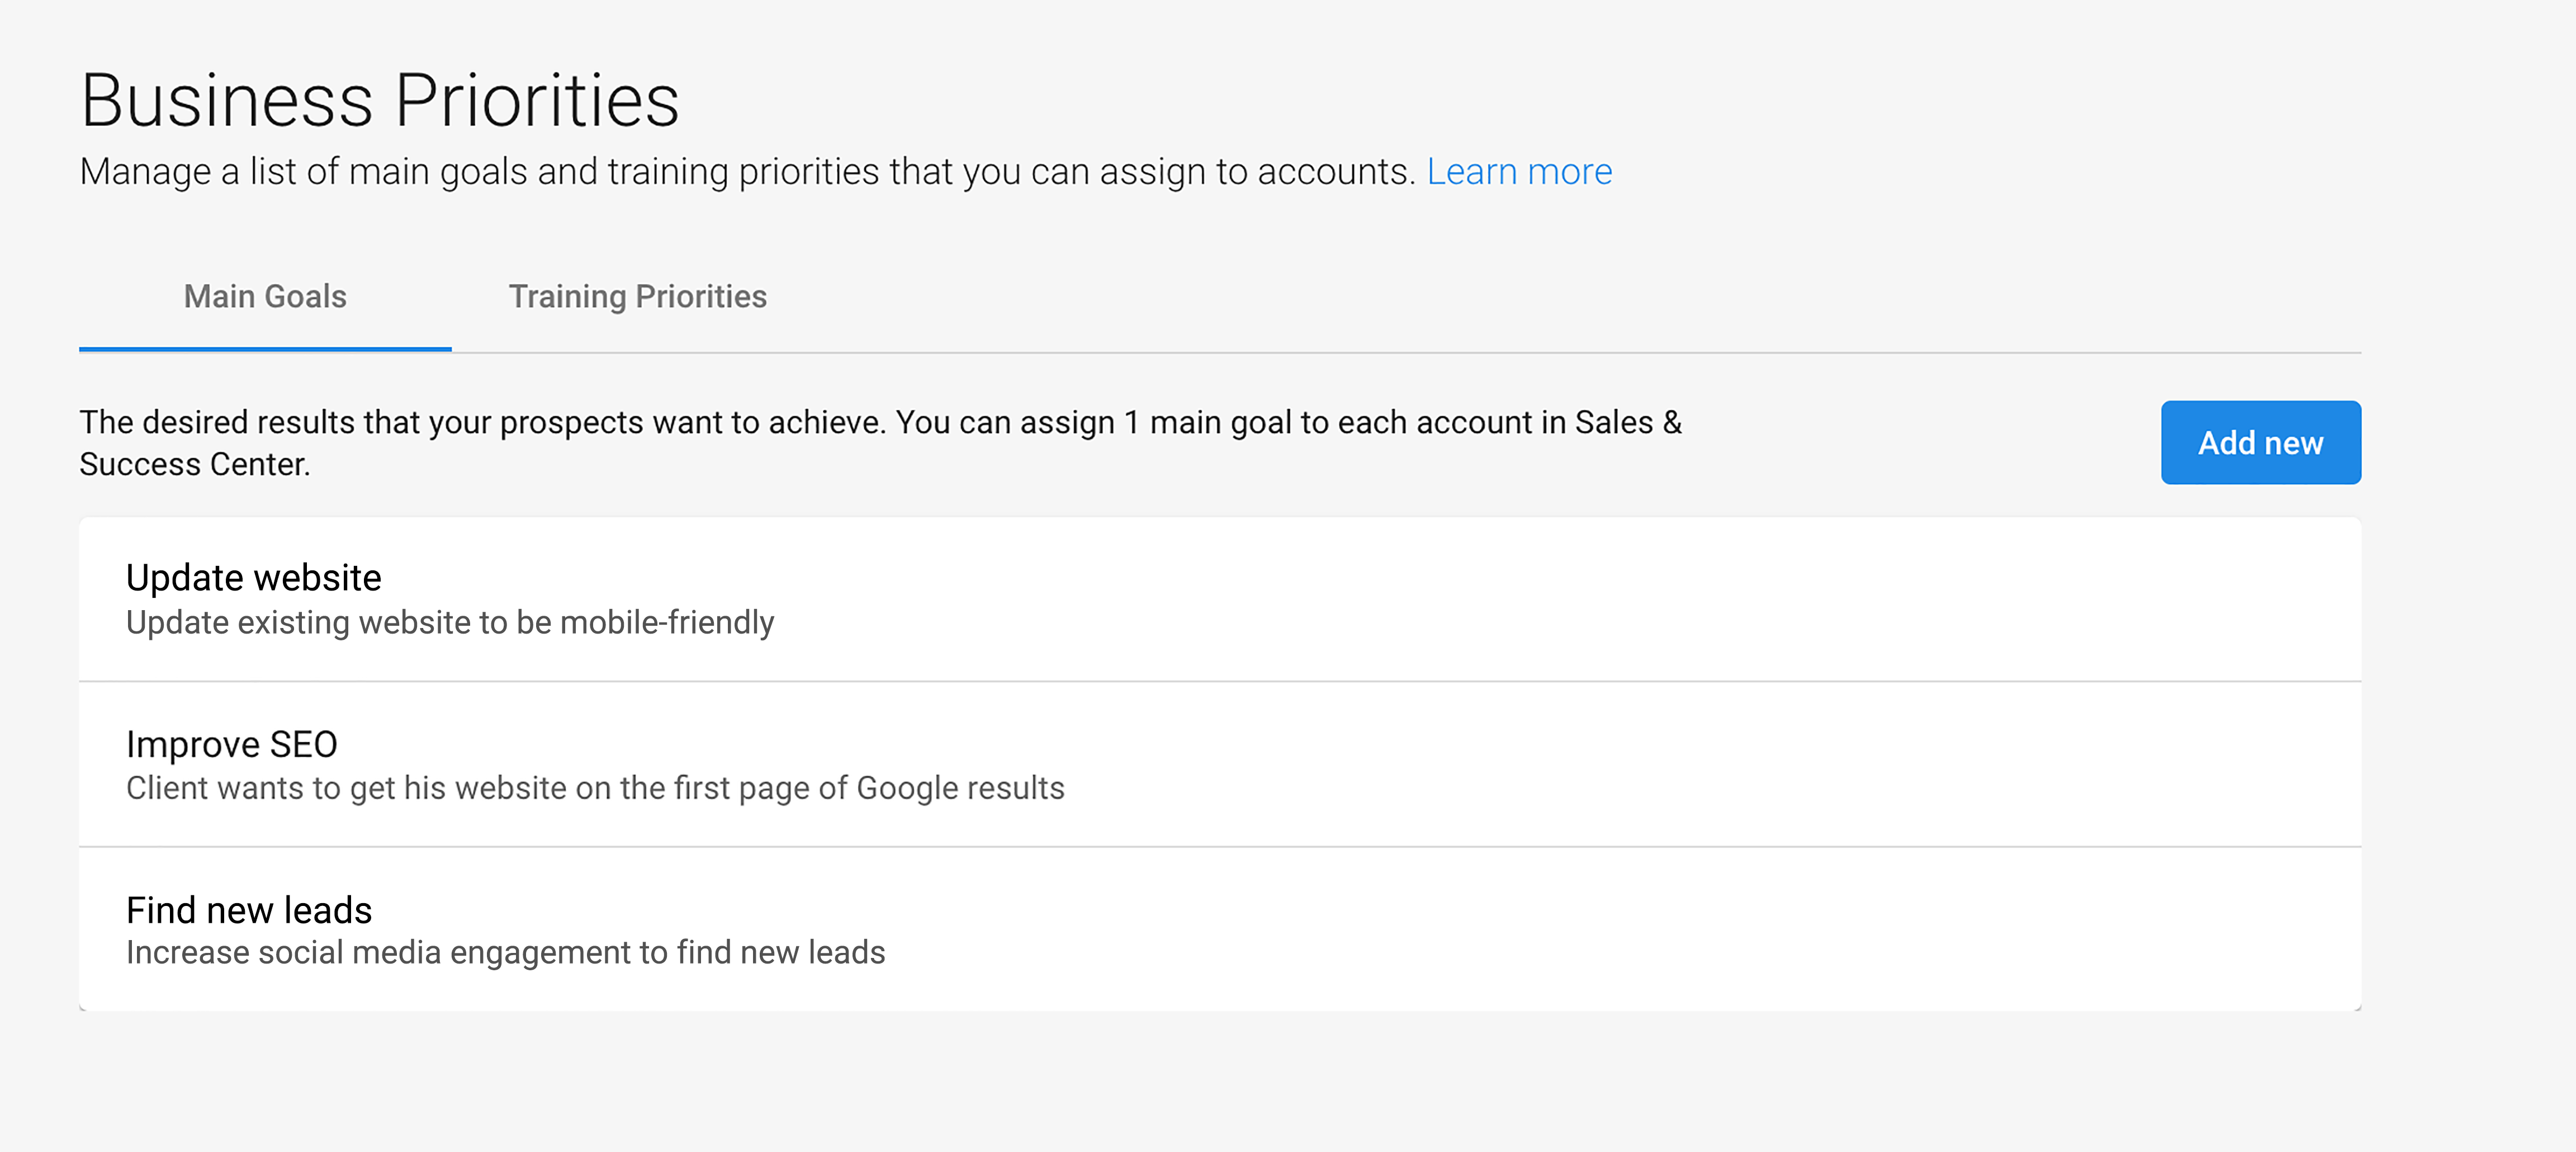 Business Priorities
Manage a list of main goals and training priorities that you can assign to accounts. Learn more
Main Goals
Training Priorities
The desired results that your prospects want to achieve. You can assign 1 main goal to each account in Sales &
Success Center.
Add new
Update website
Update existing website to be mobile-friendly
Improve SEO
Client wants to get his website on the first page of Google results
Find new leads
Increase social media engagement to find new leads